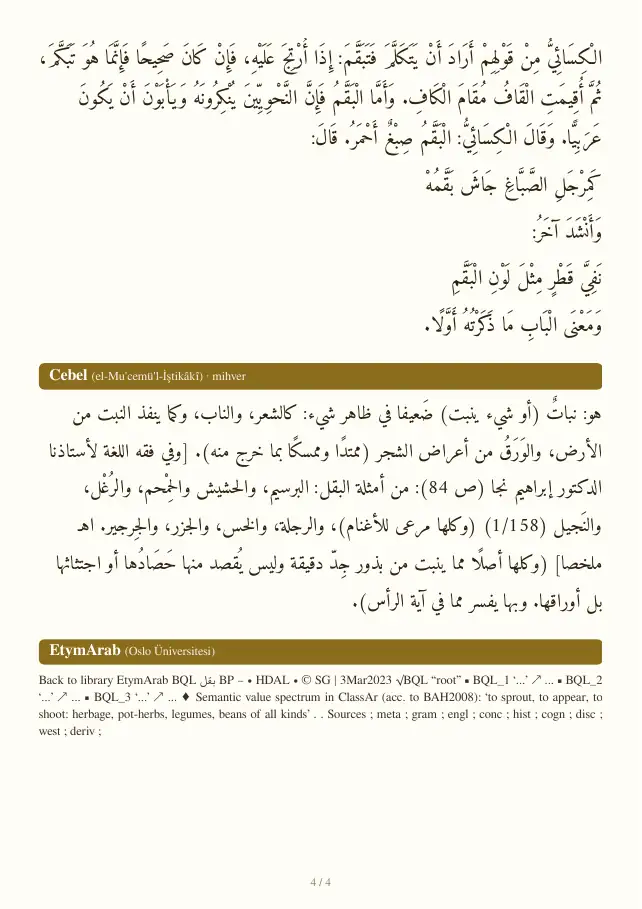 الْكِسَائِيُّ مِنْ قَوْلِهِمْ أَرَادَ أَنْ يَتَكَلَّمَ فَتَبَقَّمَ: إِذَا أُرْتِجَ عَلَيْهِ، فَإِنْ كَانَ صَحِيحًا فَإِنَّمَا هُوَ تَبَكَّمَ،
ثُمَّ أُقِيمَتِ الْقَافُ مُقَامَ الْكَافِ. وَأَمَّا الْبَقَّمُ فَإِنَّ النَّحْوِيِّينَ يُنْكِرُونَهُ وَيَأْبَوْنَ أَنْ يَكُونَ
عَرَبِيًّا. وَقَالَ الْكِسَائِيُّ: الْبَقَّمُ صِبْغٌ أَحْمَرُ. قَالَ:
كَمِرْجَلِ الصَّبَّاغِ جَاشَ بَقَّمُهْ
وَأَنْشَدَ آخَرُ:
نَفِيَّ قَطْرٍ مِثْلَ لَوْنِ الْبَقَّمِ
وَمَعْنَى الْبَابِ مَا ذَكَرْتُهُ أَوَّلًا.
Cebel (el-Mu'cemü'l-İştikâkî) · mihver
هو: نباتٌ (أو شيء ينبت) ضَعيفا في ظاهر شيء: كالشعر، والناب، وكما ينفذ النبت من
الأرض، والوَرَقُ من أعراض الشجر (ممتدًا وممسكًا بما خرج منه). [وفي فقه اللغة لأستاذنا
الدكتور إبراهيم نجا (ص 84): من أمثلة البقل: البرسيم، والحشيش والحِمْحم، والرُغْل،
والنَجيل (1/158) (وكلها مرعى للأغنام)، والرجلة، والخس، والجزر، والجِرجير. اهـ
ملخصا] (وكلها أصلًا مما ينبت من بذور جِدّ دقيقة وليس يُقصد منها حَصَادُها أو اجتثاثها
بل أوراقها. وبها يفسر مما في آية الرأس).
EtymArab (Oslo Üniversitesi)
Back to library EtymArab BQL بقل BP – • HDAL • © SG | 3Mar2023 √BQL “root” ▪ BQL_1 ‘...’ ↗ ... ▪ BQL_2
‘...’ ↗ ... ▪ BQL_3 ‘...’ ↗ ... ♦ Semantic value spectrum in ClassAr (acc. to BAH2008): ‘to sprout, to appear, to
shoot: herbage, pot-herbs, legumes, beans of all kinds’ . . Sources ; meta ; gram ; engl ; conc ; hist ; cogn ; disc ;
west ; deriv ;
4 / 4